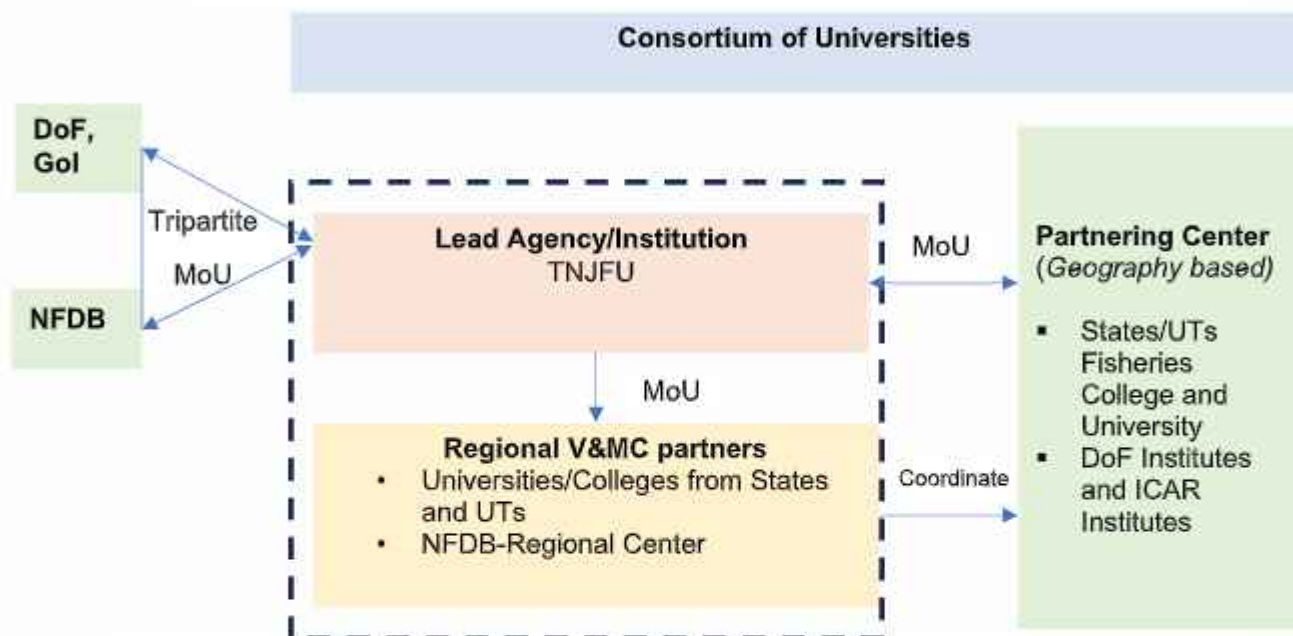 Consortium of Universities
DoF,
GoI
Tripartite
MoU
NFDB
Lead Agency/Institution
TNJFU
MoU
Regional V&MC partners
• Universities/Colleges from States
and UTs
• NFDB-Regional Center
MoU
Coordinate
Partnering Center
(Geography based)
▪ States/UTs
Fisheries
College and
University
▪ DoF Institutes
and ICAR
Institutes